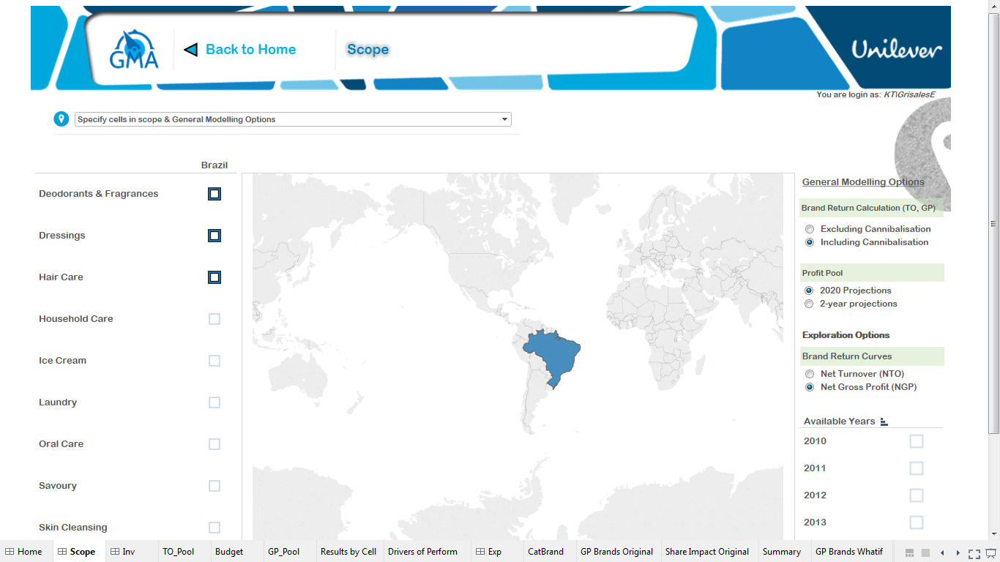 GMA
Back to Home
Scope
Unilever
You are login as: KT\GrisalesE
Specify cells in scope & General Modelling Options
Brazil
Deodorants & Fragrances
Dressings
Hair Care
Household Care
Ice Cream
Laundry
Oral Care
Savoury
Skin Cleansing
General Modelling Options
Brand Return Calculation (TO, GP)
Excluding Cannibalisation
Including Cannibalisation
Profit Pool
2020 Projections
2-year projections
Exploration Options
Brand Return Curves
Net Turnover (NTO)
Net Gross Profit (NGP)
Available Years
2010
2011
2012
2013
Home Scope Inv TO_Pool Budget GP_Pool Results by Cell Drivers of Perform Exp CatBrand GP Brands Original Share Impact Original Summary GP Brands Whatif